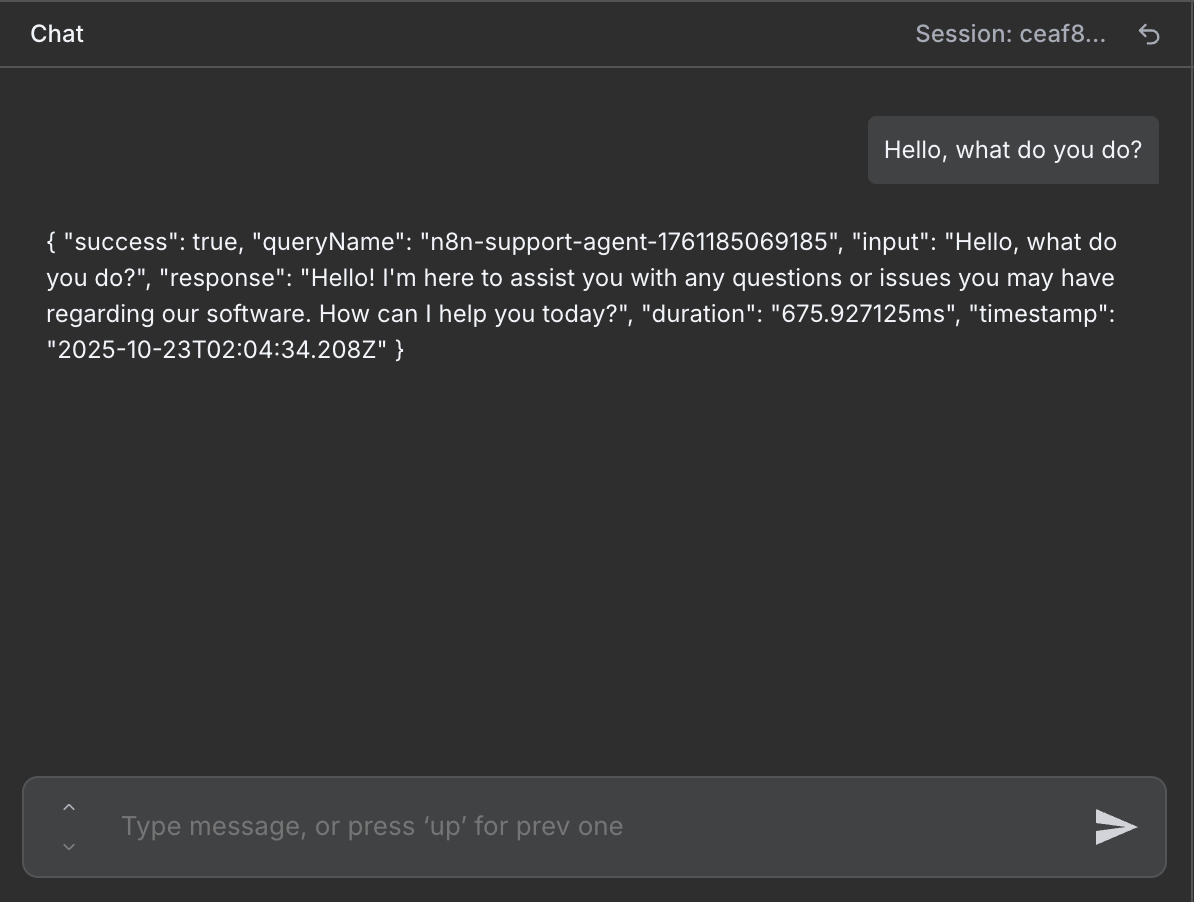 Chat
Session: ceaf8...
Hello, what do you do?
{ "success": true, "queryName": "n8n-support-agent-1761185069185", "input": "Hello, what do
you do?", "response": "Hello! I'm here to assist you with any questions or issues you may have
regarding our software. How can I help you today?", "duration": "675.927125ms", "timestamp":
"2025-10-23T02:04:34.208Z" }
Type message, or press ‘up’ for prev one